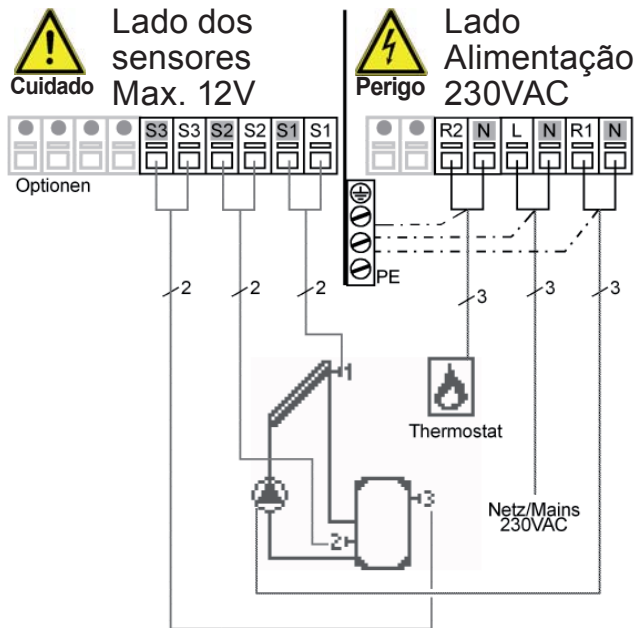 Lado dos
sensores
Max. 12V
Cuidado
Lado
Alimentação
230VAC
Perigo
S3 S3 S2 S2 S1 S1
R2 N L N R1 N
Optionen
PE
2 2 2
3 3 3
1
Thermostat
3
2
Netz/Mains
230VAC